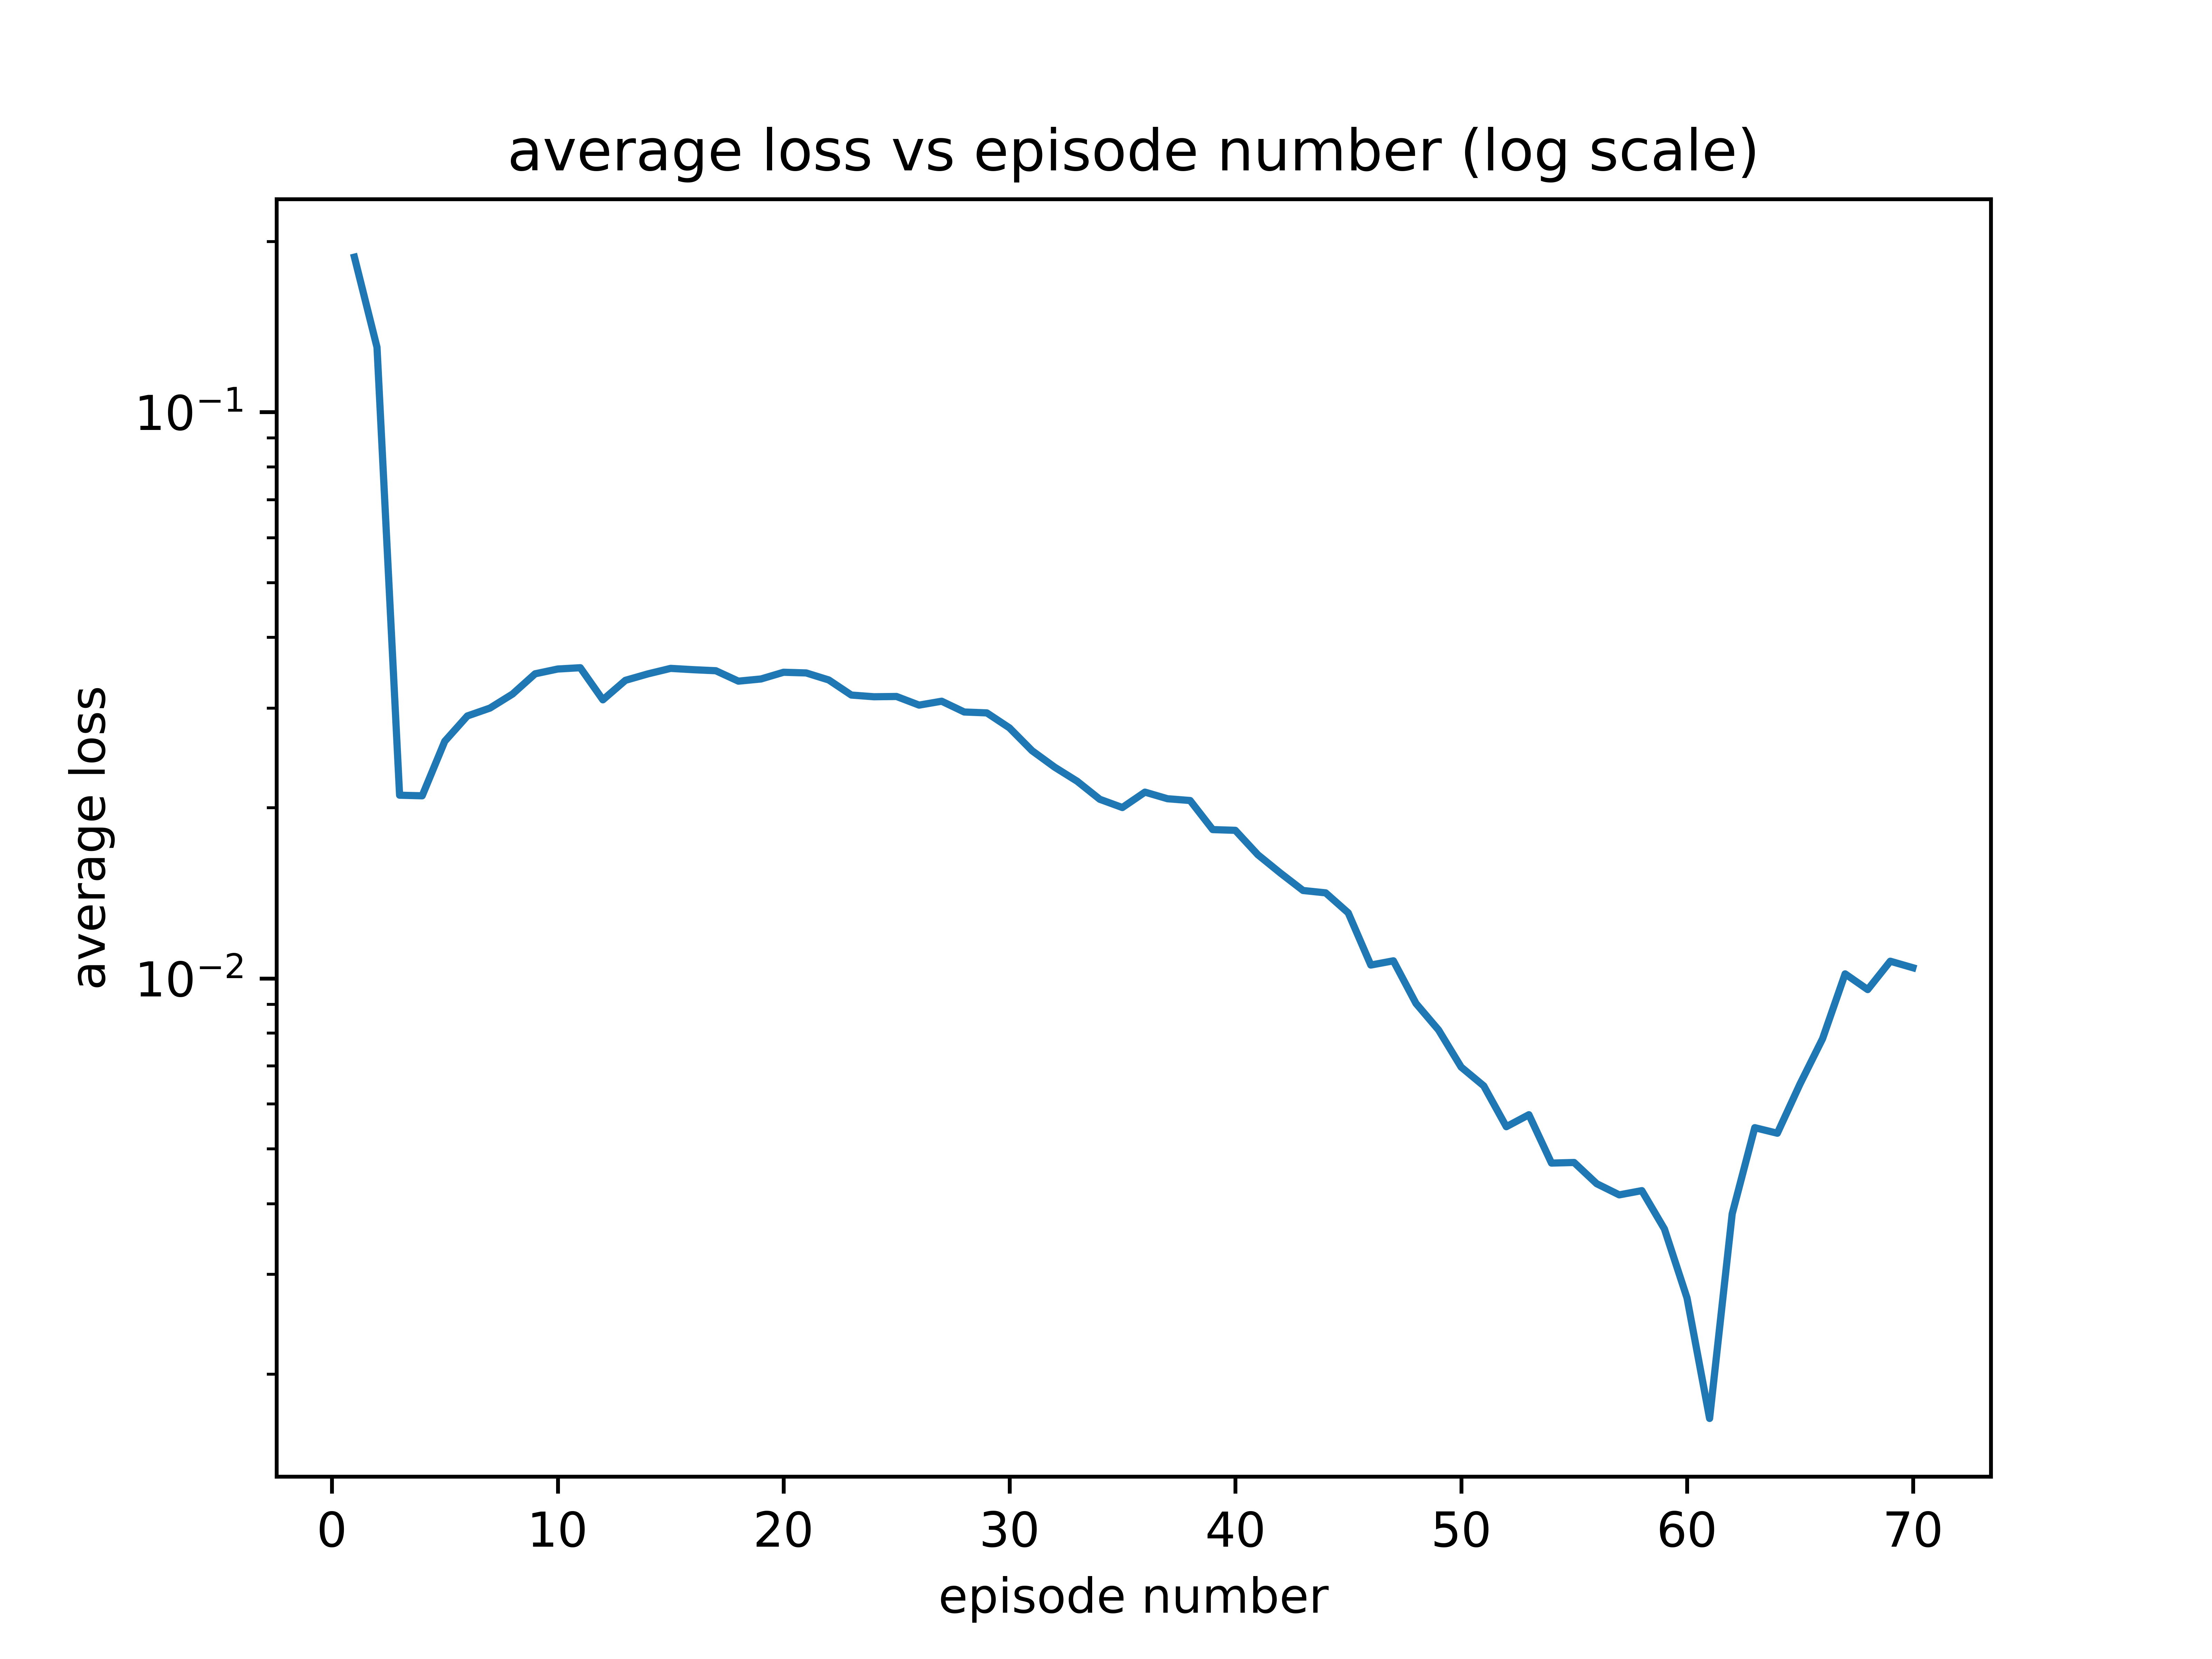 average loss vs episode number (log scale)
average loss
10⁻¹
10⁻²
0 10 20 30 40 50 60 70
episode number